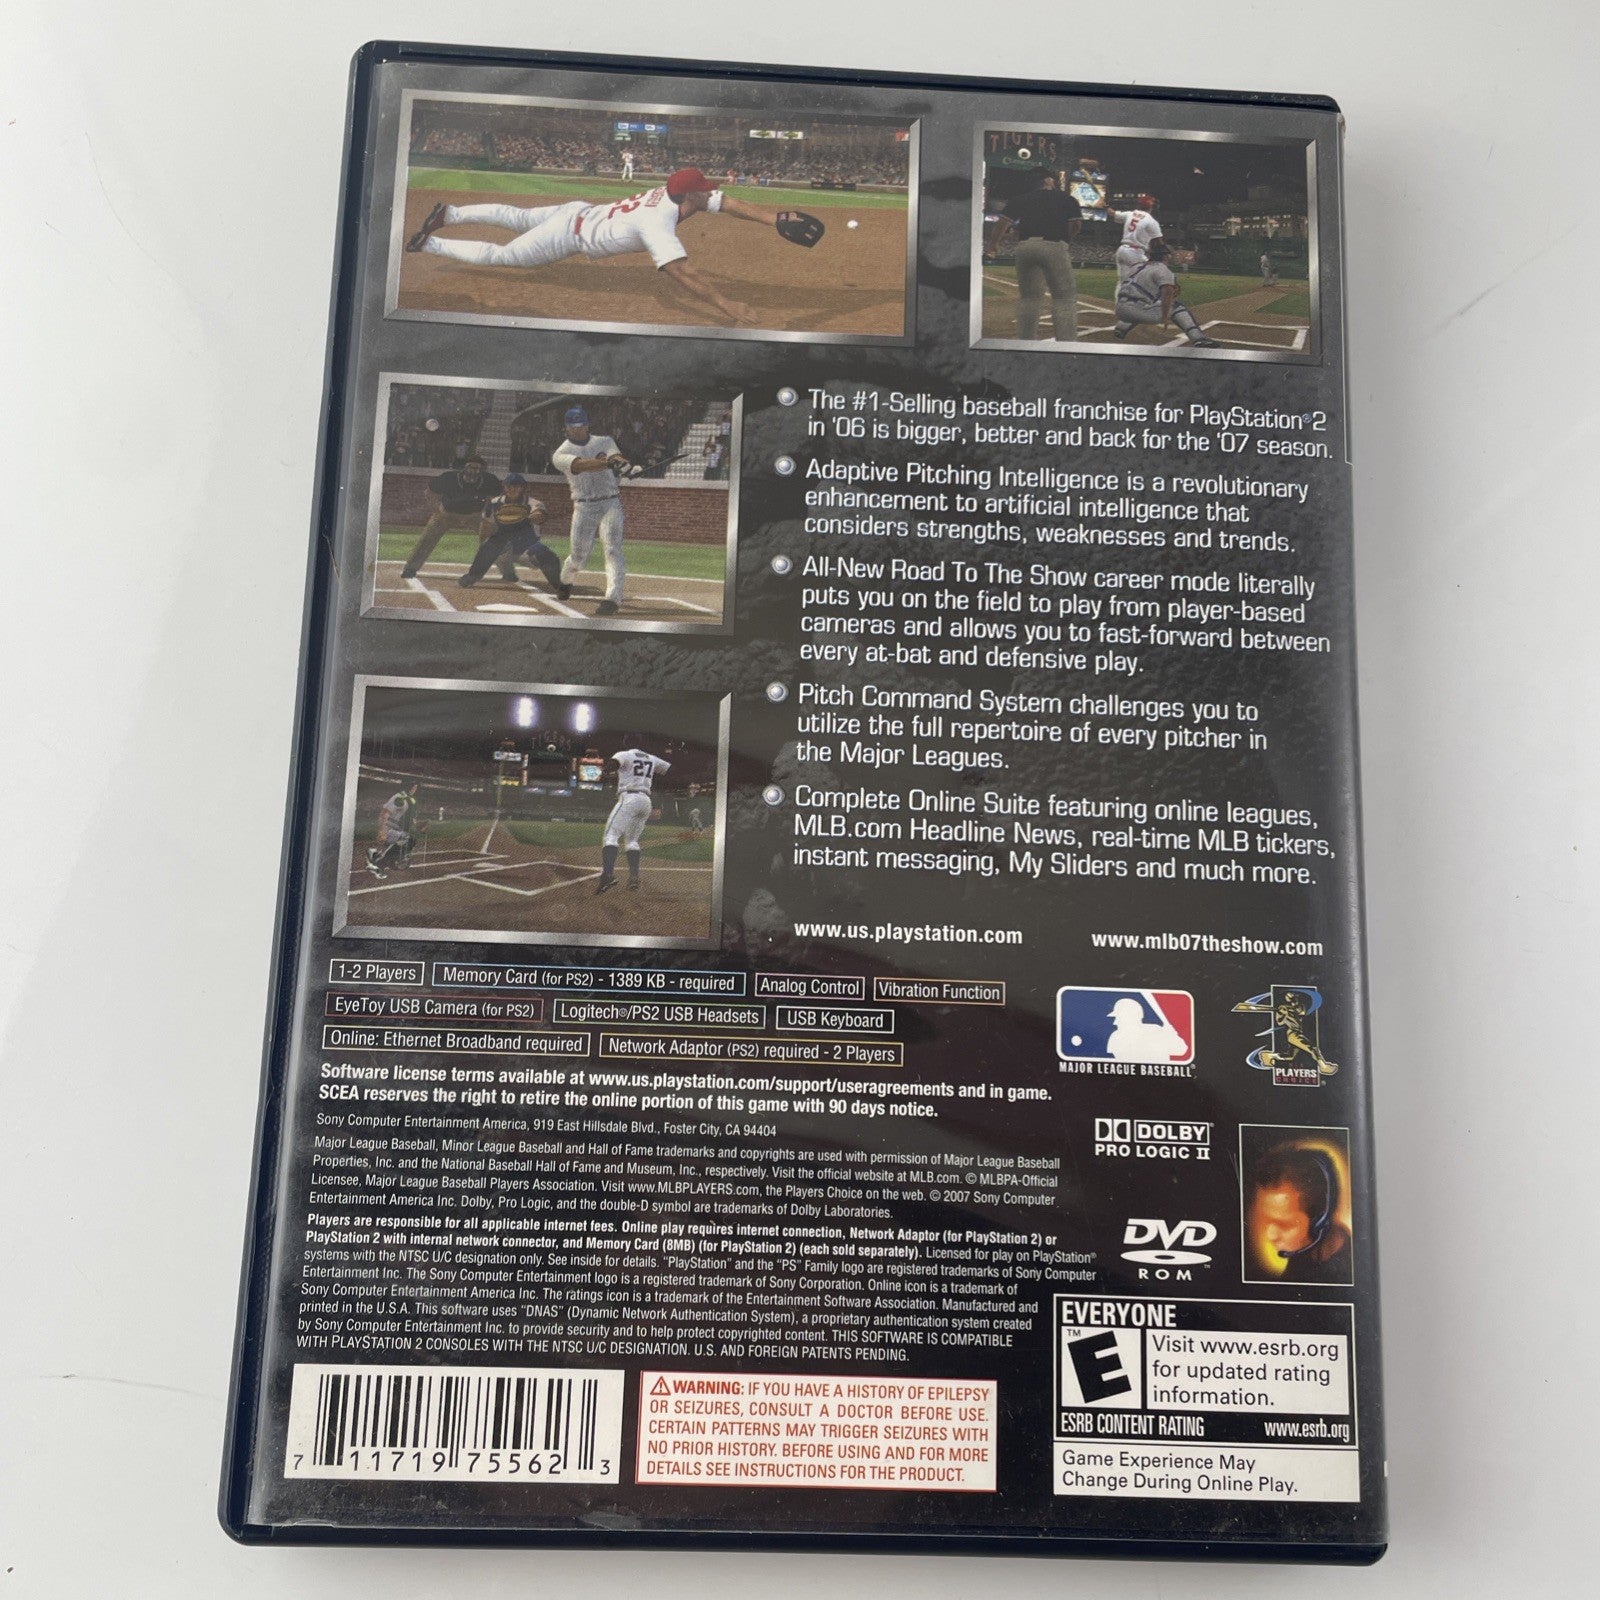 TIGERS
5
22
TIGERS
27
The #1-Selling baseball franchise for PlayStation®2
in '06 is bigger, better and back for the '07 season.
Adaptive Pitching Intelligence is a revolutionary
enhancement to artificial intelligence that
considers strengths, weaknesses and trends.
All-New Road To The Show career mode literally
puts you on the field to play from player-based
cameras and allows you to fast-forward between
every at-bat and defensive play.
Pitch Command System challenges you to
utilize the full repertoire of every pitcher in
the Major Leagues.
Complete Online Suite featuring online leagues,
MLB.com Headline News, real-time MLB tickers,
instant messaging, My Sliders and much more.
www.us.playstation.com www.mlb07theshow.com
1-2 Players Memory Card (for PS2) - 1389 KB - required Analog Control Vibration Function
EyeToy USB Camera (for PS2) Logitech®/PS2 USB Headsets USB Keyboard
Online: Ethernet Broadband required Network Adaptor (PS2) required - 2 Players
MAJOR LEAGUE BASEBALL
PLAYERS
CHOICE
Software license terms available at www.us.playstation.com/support/useragreements and in game.
SCEA reserves the right to retire the online portion of this game with 90 days notice.
Sony Computer Entertainment America, 919 East Hillsdale Blvd., Foster City, CA 94404
Major League Baseball, Minor League Baseball and Hall of Fame trademarks and copyrights are used with permission of Major League Baseball
Properties, Inc. and the National Baseball Hall of Fame and Museum, Inc., respectively. Visit the official website at MLB.com. © MLBPA-Official
Licensee, Major League Baseball Players Association. Visit www.MLBPLAYERS.com, the Players Choice on the web. © 2007 Sony Computer
Entertainment America Inc. Dolby, Pro Logic, and the double-D symbol are trademarks of Dolby Laboratories.
Players are responsible for all applicable internet fees. Online play requires internet connection, Network Adaptor (for PlayStation 2) or
PlayStation 2 with internal network connector, and Memory Card (8MB) (for PlayStation 2) (each sold separately). Licensed for play on PlayStation®
systems with the NTSC U/C designation only. See inside for details. "PlayStation" and the "PS" Family logo are registered trademarks of Sony Computer
Entertainment Inc. The Sony Computer Entertainment logo is a registered trademark of Sony Corporation. Online icon is a trademark of
Sony Computer Entertainment America Inc. The ratings icon is a trademark of the Entertainment Software Association. Manufactured and
printed in the U.S.A. This software uses "DNAS" (Dynamic Network Authentication System), a proprietary authentication system created
by Sony Computer Entertainment Inc. to provide security and to help protect copyrighted content. THIS SOFTWARE IS COMPATIBLE
WITH PLAYSTATION 2 CONSOLES WITH THE NTSC U/C DESIGNATION. U.S. AND FOREIGN PATENTS PENDING.
DOLBY
PRO LOGIC II
DVD
ROM
7 11719 75562 3
WARNING: IF YOU HAVE A HISTORY OF EPILEPSY
OR SEIZURES, CONSULT A DOCTOR BEFORE USE.
CERTAIN PATTERNS MAY TRIGGER SEIZURES WITH
NO PRIOR HISTORY. BEFORE USING AND FOR MORE
DETAILS SEE INSTRUCTIONS FOR THE PRODUCT.
EVERYONE
E™
Visit www.esrb.org
for updated rating
information.
ESRB CONTENT RATING www.esrb.org
Game Experience May
Change During Online Play.